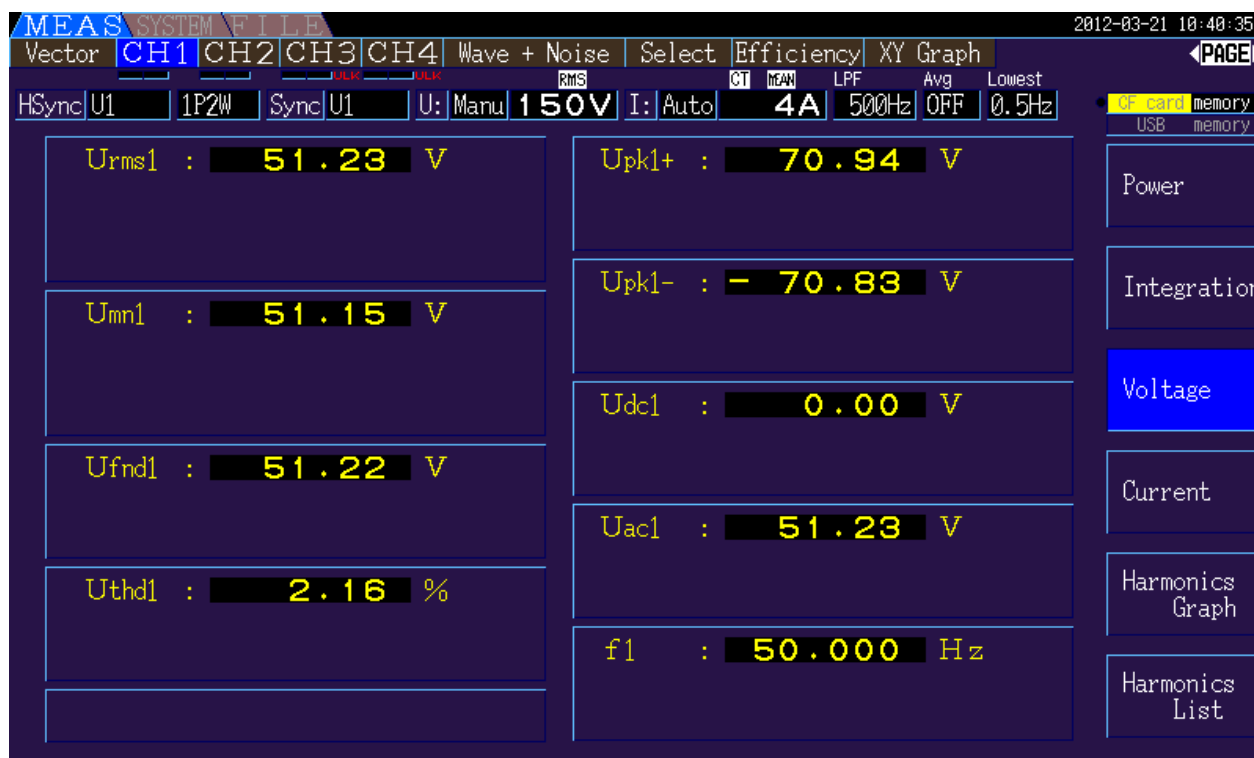 MEAS SYSTEM FILE 2012-03-21 10:40:35
Vector CH1 CH2 CH3 CH4 Wave + Noise Select Efficiency XY Graph PAGE
ULK ULK RMS CT MEAN LPF Avg Lowest
HSync U1 1P2W Sync U1 U: Manu 150V I: Auto 4A 500Hz OFF 0.5Hz
CF card memory
USB memory
Urms1 : 51.23 V
Umn1 : 51.15 V
Ufnd1 : 51.22 V
Uthd1 : 2.16 %
Upk1+ : 70.94 V
Upk1- : - 70.83 V
Udc1 : 0.00 V
Uac1 : 51.23 V
f1 : 50.000 Hz
Power
Integration
Voltage
Current
Harmonics
Graph
Harmonics
List